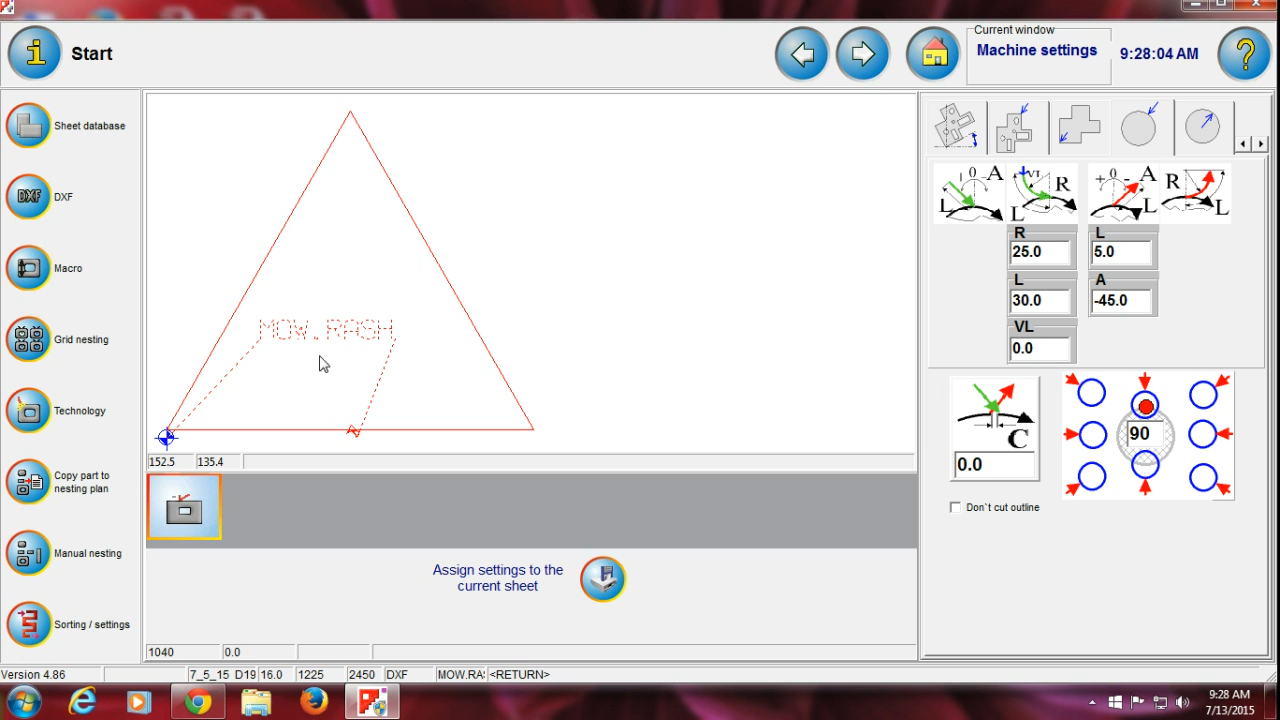 Start
Current window
Machine settings
9:28:04 AM
Sheet database
DXF
DXF
Macro
Grid nesting
Technology
Copy part to
nesting plan
Manual nesting
Sorting / settings
MOW.RASH
152.5 135.4
Assign settings to the
current sheet
1040 0.0
+ 0 - A
L
VL
R
L
+ 0 - A
L
R
L
R
25.0
L
5.0
L
30.0
A
-45.0
VL
0.0
C
0.0
90
Don`t cut outline
Version 4.86
7_5_15 D19 16.0 1225 2450 DXF MOW.RA <RETURN>
9:28 AM
7/13/2015